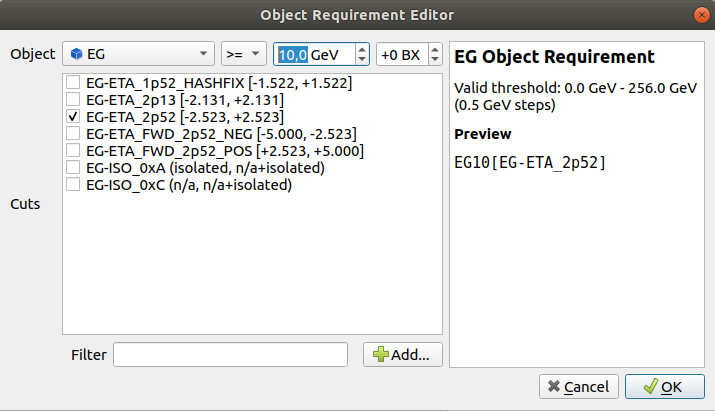 Object Requirement Editor
Object EG >= 10,0 GeV +0 BX
EG-ETA_1p52_HASHFIX [-1.522, +1.522]
EG-ETA_2p13 [-2.131, +2.131]
EG-ETA_2p52 [-2.523, +2.523]
EG-ETA_FWD_2p52_NEG [-5.000, -2.523]
EG-ETA_FWD_2p52_POS [+2.523, +5.000]
EG-ISO_0xA (isolated, n/a+isolated)
EG-ISO_0xC (n/a, n/a+isolated)
Cuts
Filter Add...
EG Object Requirement
Valid threshold: 0.0 GeV - 256.0 GeV
(0.5 GeV steps)
Preview
EG10[EG-ETA_2p52]
Cancel OK